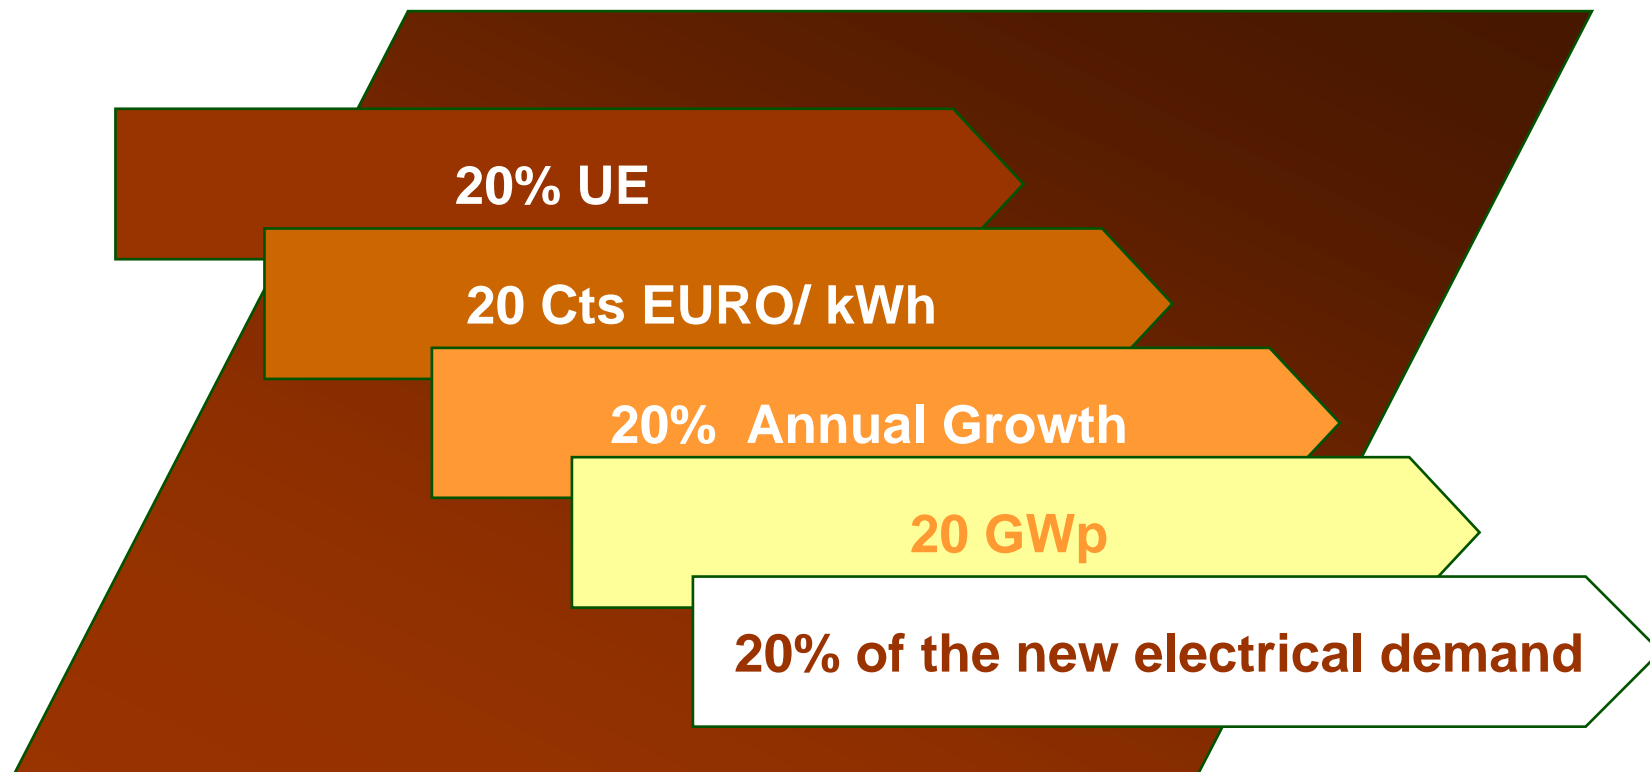 20% UE
20 Cts EURO/ kWh
20%  Annual Growth
20 GWp
20% of the new electrical demand